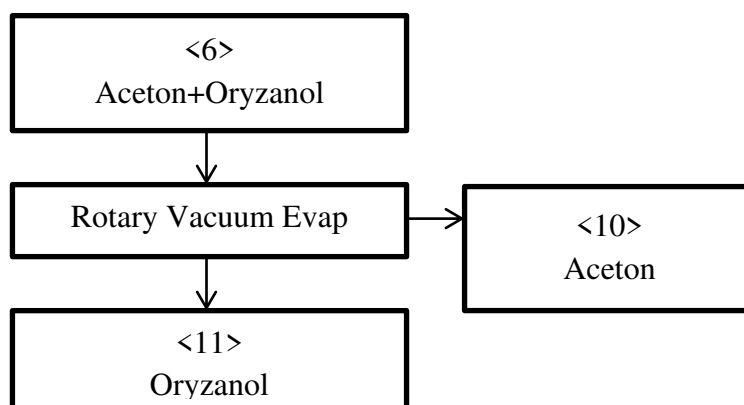 <6>
Aceton+Oryzanol
Rotary Vacuum Evap
<10>
Aceton
<11>
Oryzanol